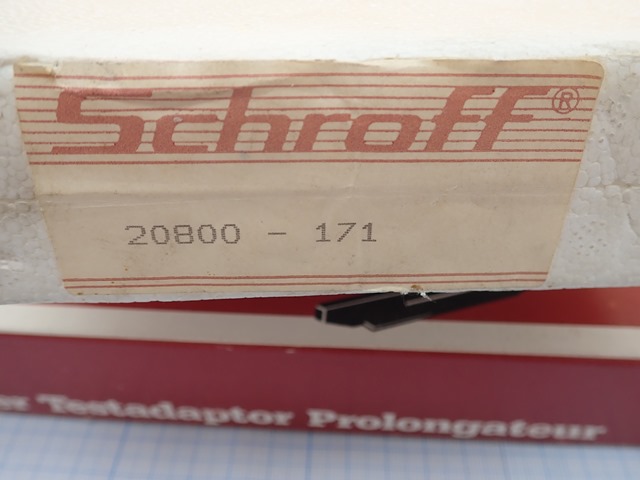 Schroff®
20800 - 171
Testadaptor Prolongateur